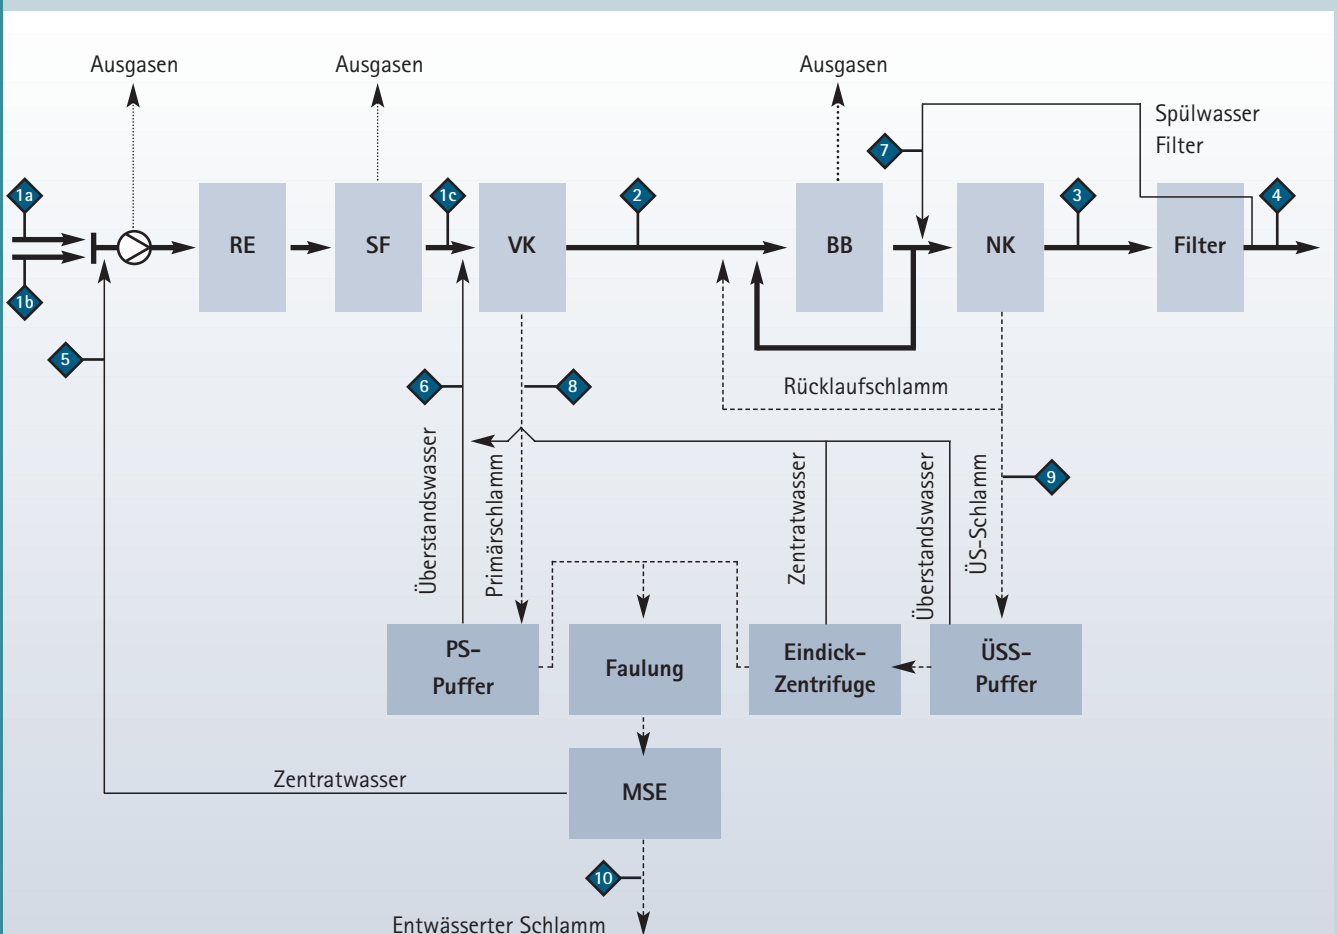 Ausgasen
Ausgasen
Ausgasen
Spülwasser
Filter
7
1a
1c
2
3
4
RE
SF
VK
BB
NK
Filter
1b
5
6
8
Rücklaufschlamm
9
Überstandswasser
Primärschlamm
Zentratwasser
Überstandswasser
ÜS-Schlamm
PS-
Puffer
Faulung
Eindick-
Zentrifuge
ÜSS-
Puffer
Zentratwasser
MSE
10
Entwässerter Schlamm